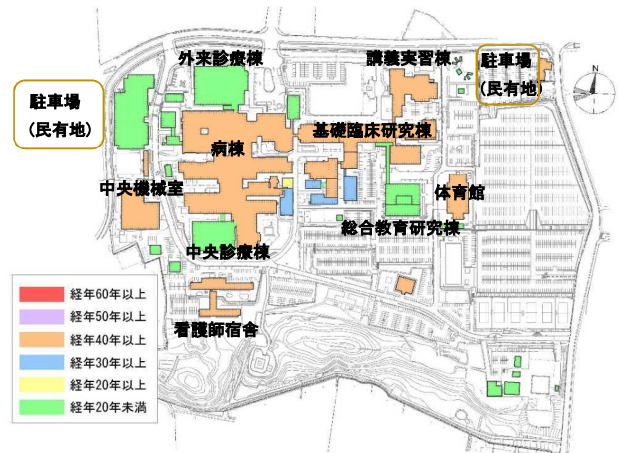 外来診療棟
講義実習棟
駐車場
(民有地)
駐車場
(民有地)
基礎臨床研究棟
病棟
中央機械室
体育館
総合教育研究棟
中央診療棟
看護師宿舎
経年60年以上
経年50年以上
経年40年以上
経年30年以上
経年20年以上
経年20年未満
N